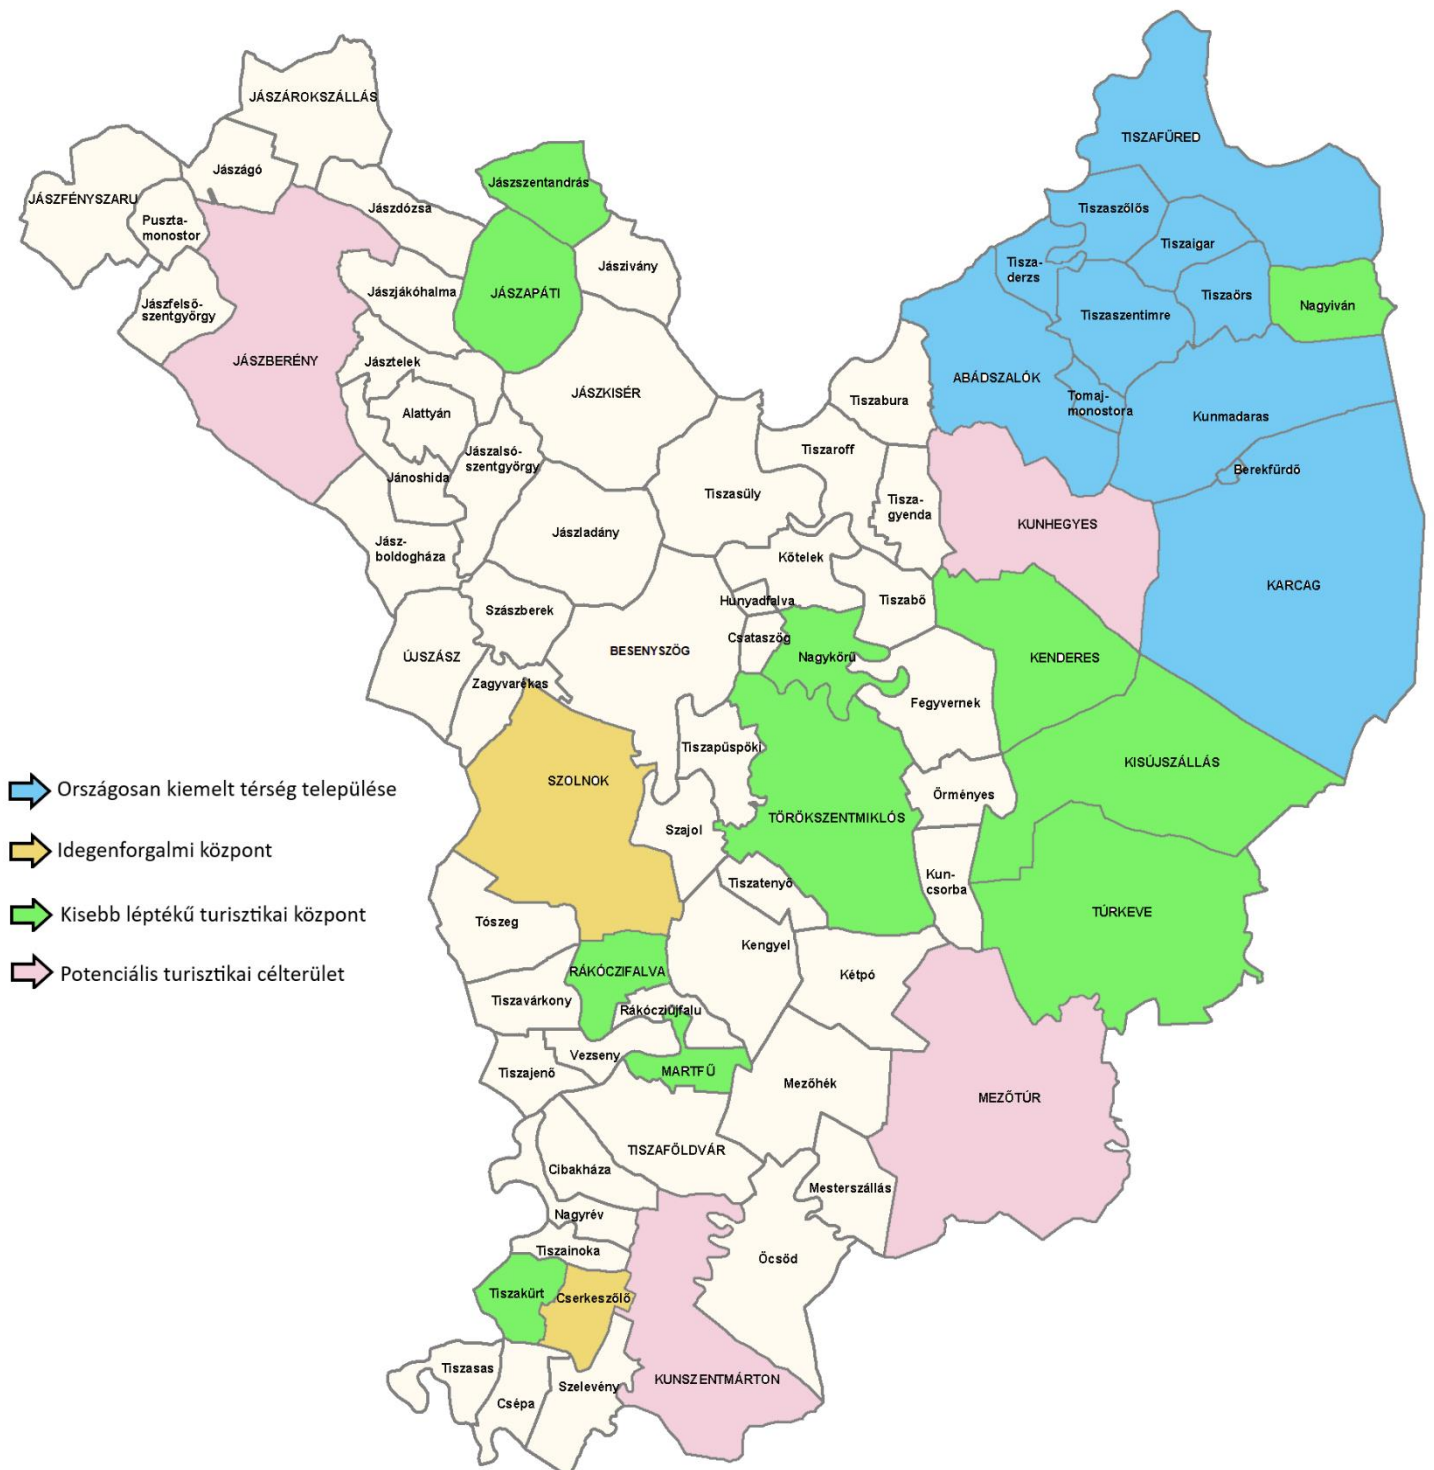 JÁSZÁROKSZÁLLÁS
TISZAFÜRED
Jászágó
JÁSZFÉNYSZARU
Jászszentandrás
Jászdózsa
Tiszaszőlős
Puszta-
monostor
Tiszaigar
Jászivány
Tisza-
derzs
JÁSZAPÁTI
Jászjákóhalma
Tiszaörs
Nagyiván
Jászfelső-
szentgyörgy
Tiszaszentimre
JÁSZBERÉNY
Jásztelek
ABÁDSZALÓK
JÁSZKISÉR
Tomaj-
monostora
Tiszabura
Alattyán
Kunmadaras
Jászalsó-
szentgyörgy
Tiszaroff
Berekfürdő
Jánoshida
Tiszasüly
Tisza-
gyenda
KUNHEGYES
Jászladány
Jász-
boldogháza
Kőtelek
KARCAG
Hunyadfalva
Tiszabő
Szászberek
Csataszög
BESENYSZÖG
Nagykörű
KENDERES
ÚJSZÁSZ
Zagyvarékas
Fegyvernek
Tiszapüspöki
KISÚJSZÁLLÁS
SZOLNOK
Országosan kiemelt térség települése
Örményes
TÖRÖKSZENTMIKLÓS
Szajol
Idegenforgalmi központ
Kun-
csorba
Tiszatenyő
TÚRKEVE
Kisebb léptékű turisztikai központ
Tószeg
Kengyel
RÁKÓCZIFALVA
Kétpó
Potenciális turisztikai célterület
Tiszavárkony
Rákócziújfalu
Vezseny
Tiszajenő
MARTFŰ
Mezőhék
MEZŐTÚR
TISZAFÖLDVÁR
Cibakháza
Mesterszállás
Nagyrév
Tiszainoka
Öcsöd
Tiszakürt
Cserkeszőlő
Tiszasas
KUNSZENTMÁRTON
Szelevény
Csépa